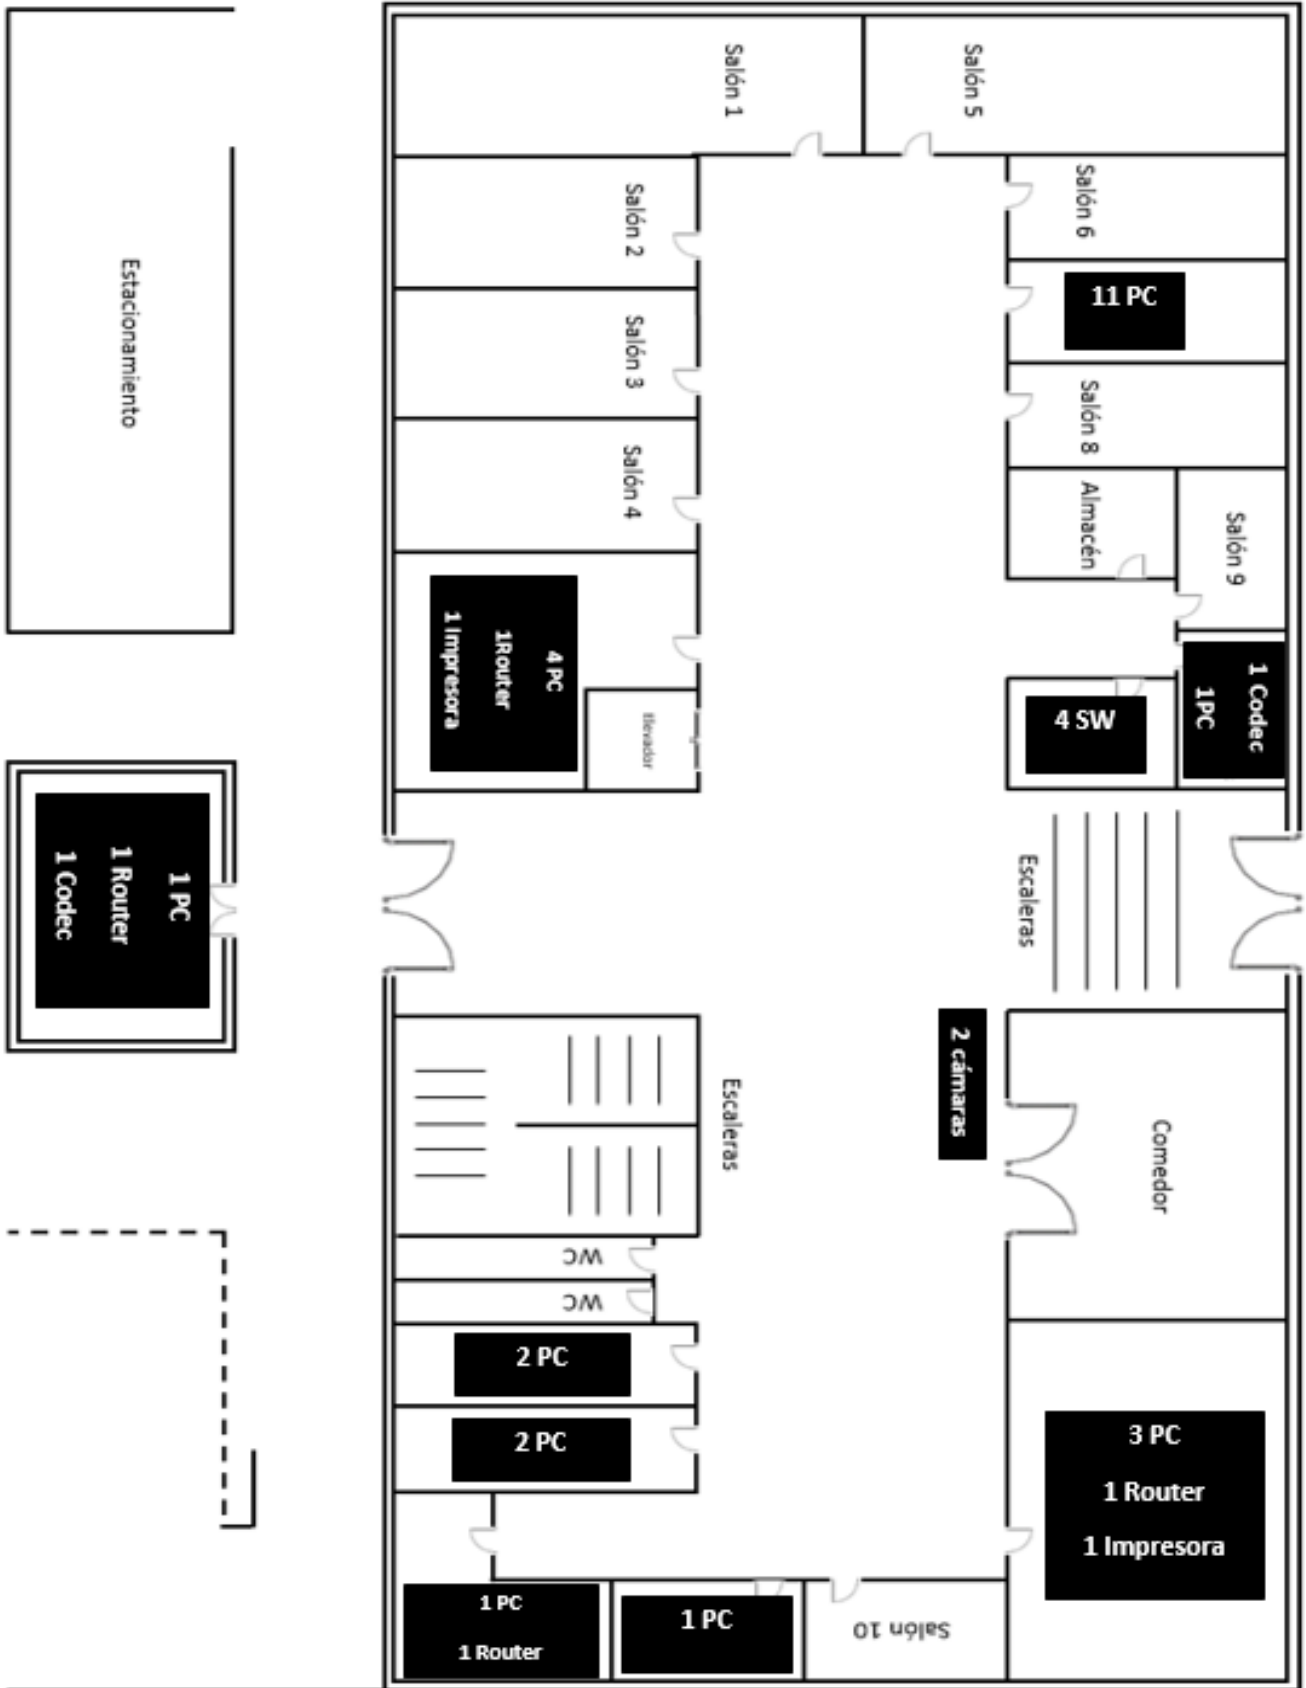 Salón 1
Salón 5
Salón 2
Salón 6
Estacionamiento
11 PC
Salón 3
Salón 8
Salón 4
Almacén
Salón 9
4 PC
1Router
1 Impresora
Elevador
4 SW
1 Codec
1PC
1 PC
1 Router
1 Codec
Escaleras
2 cámaras
Escaleras
Comedor
WC
WC
2 PC
2 PC
3 PC
1 Router
1 Impresora
1 PC
1 Router
1 PC
Salón 10